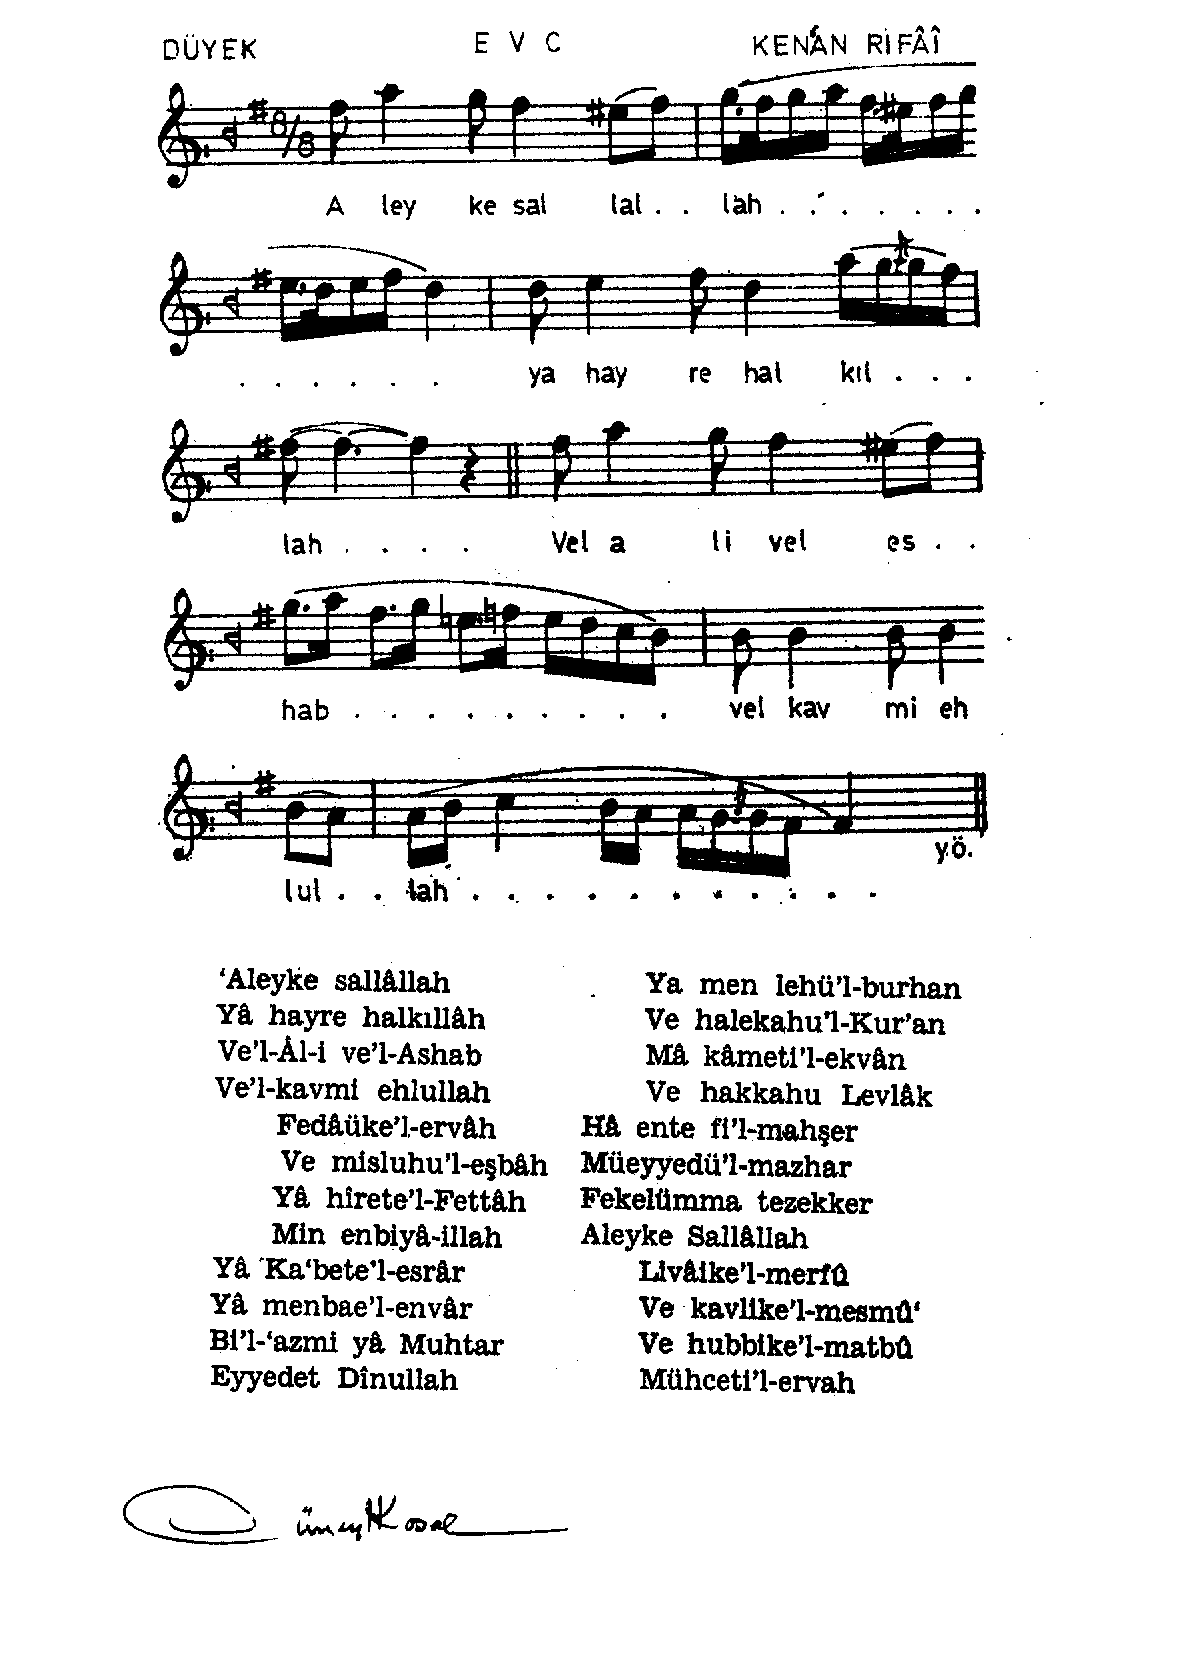 DÜYEK E V C KENÂN RİFÂÎ
8/8
A ley ke sal lal . . lah . . . . . . .
. . . . . . ya hay re hal kıl . . .
lah . . . . Vel a li vel es . .
hab . . . . . . . . . vel kav mi eh
yö.
lul . . lah . . . . . . . . . . .
‘Aleyke sallâllah
Yâ hayre halkıllâh
Ve’l-Âl-i ve’l-Ashab
Ve’l-kavmi ehlullah
Fedâüke’l-ervâh
Ve misluhu’l-eşbâh
Yâ hîrete’l-Fettâh
Min enbiyâ-illah
Yâ Ka‘bete’l-esrâr
Yâ menbae’l-envâr
Bi’l-‘azmi yâ Muhtar
Eyyedet Dînullah
Ya men lehü’l-burhan
Ve halekahu’l-Kur’an
Mâ kâmeti’l-ekvân
Ve hakkahu Levlâk
Hâ ente fi’l-mahşer
Müeyyedü’l-mazhar
Fekelümma tezekker
Aleyke Sallâllah
Livâike’l-merfû
Ve kavlike’l-mesmû‘
Ve hubbike’l-matbû
Mühceti’l-ervah
Cüneyt Kosal